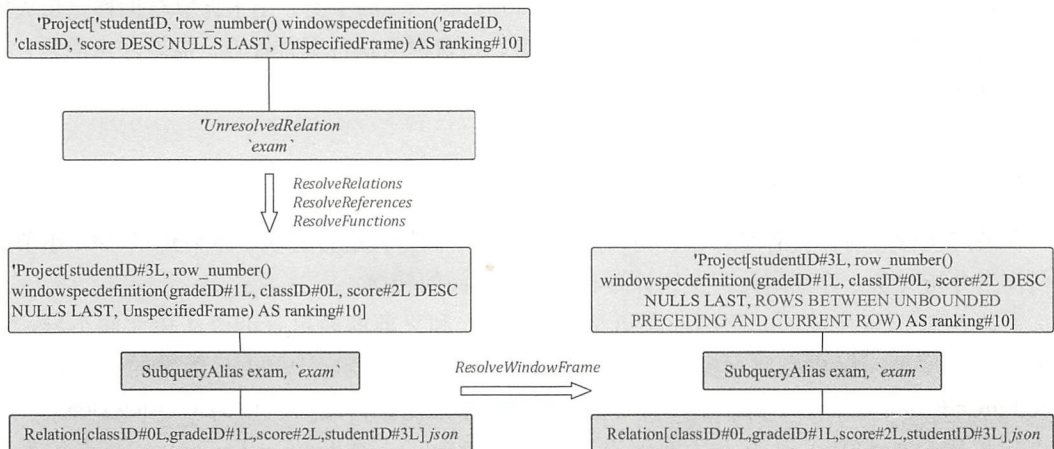 'Project['studentID, 'row_number() windowspecdefinition('gradeID,
'classID, 'score DESC NULLS LAST, UnspecifiedFrame) AS ranking#10]
'UnresolvedRelation
`exam`
ResolveRelations
ResolveReferences
ResolveFunctions
'Project[studentID#3L, row_number()
windowspecdefinition(gradeID#1L, classID#0L, score#2L DESC
NULLS LAST, UnspecifiedFrame) AS ranking#10]
SubqueryAlias exam, `exam`
Relation[classID#0L,gradeID#1L,score#2L,studentID#3L] json
ResolveWindowFrame
'Project[studentID#3L, row_number()
windowspecdefinition(gradeID#1L, classID#0L, score#2L DESC
NULLS LAST, ROWS BETWEEN UNBOUNDED
PRECEDING AND CURRENT ROW) AS ranking#10]
SubqueryAlias exam, `exam`
Relation[classID#0L,gradeID#1L,score#2L,studentID#3L] json